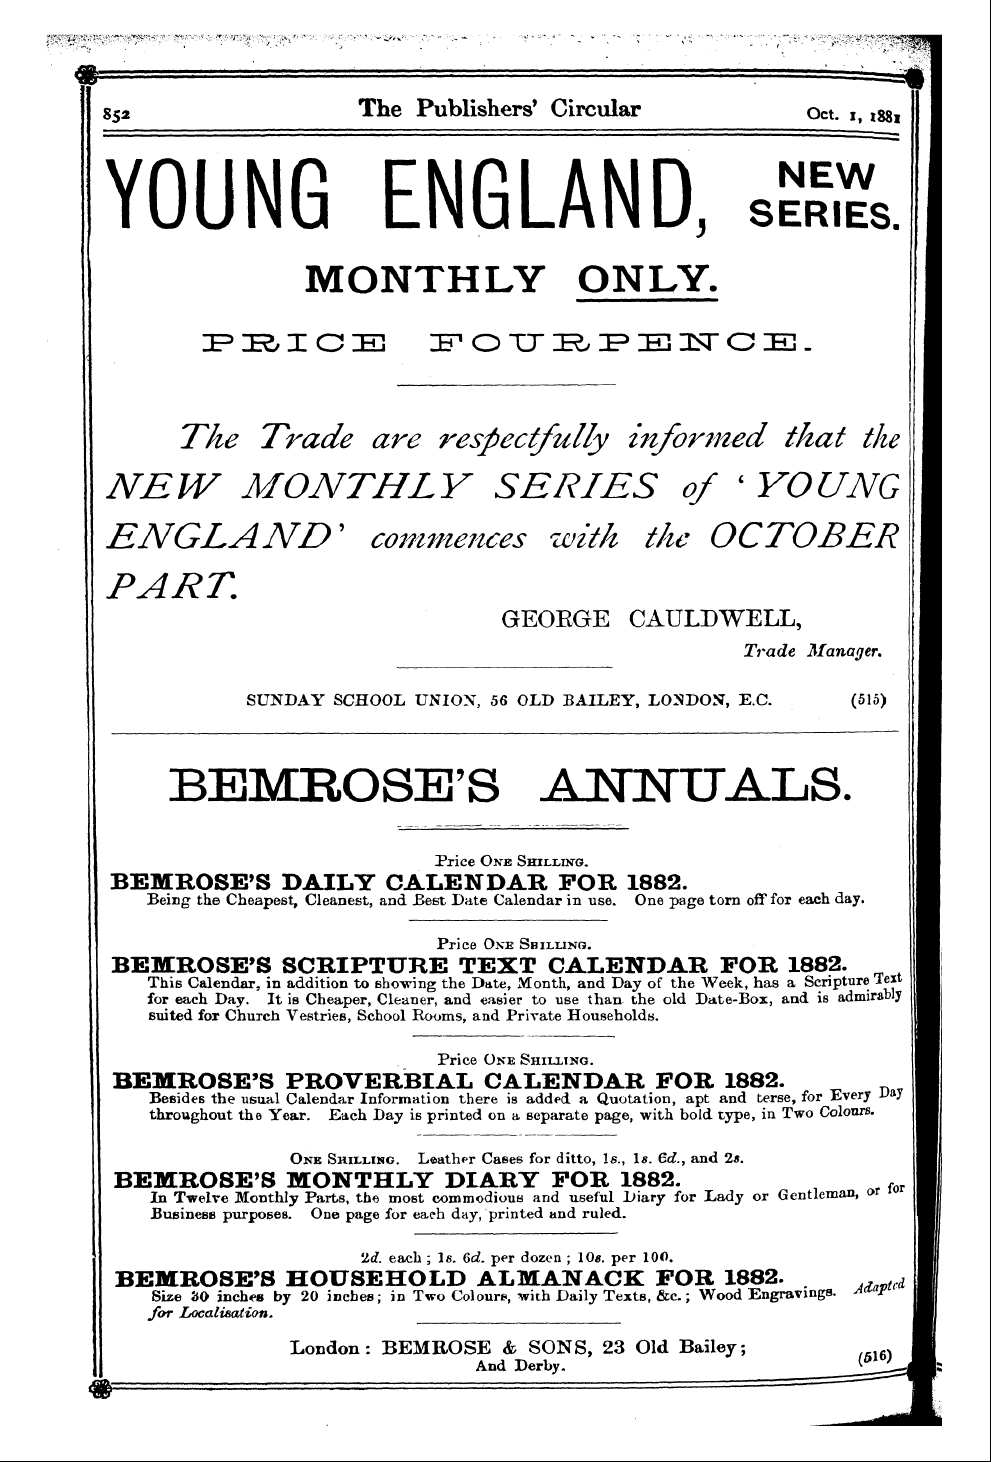 852 The Publishers' Circular Oct. 1, 1881
YOUNG ENGLAND, NEW SERIES.
MONTHLY ONLY.
PRICE FOURPENCE.
The Trade are respectfully informed that the
NEW MONTHLY SERIES of ‘YOUNG
ENGLAND’ commences with the OCTOBER
PART.
GEORGE CAULDWELL,
Trade Manager.
SUNDAY SCHOOL UNION, 56 OLD BAILEY, LONDON, E.C. (515)
BEMROSE'S ANNUALS.
Price ONE SHILLING.
BEMROSE'S DAILY CALENDAR FOR 1882.
Being the Cheapest, Cleanest, and Best Date Calendar in use. One page torn off for each day.
Price ONE SHILLING.
BEMROSE'S SCRIPTURE TEXT CALENDAR FOR 1882.
This Calendar, in addition to showing the Date, Month, and Day of the Week, has a Scripture Text
for each Day. It is Cheaper, Cleaner, and easier to use than the old Date-Box, and is admirably
suited for Church Vestries, School Rooms, and Private Households.
Price ONE SHILLING.
BEMROSE'S PROVERBIAL CALENDAR FOR 1882.
Besides the usual Calendar Information there is added a Quotation, apt and terse, for Every Day
throughout the Year. Each Day is printed on a separate page, with bold type, in Two Colours.
ONE SHILLING. Leather Cases for ditto, 1s., 1s. 6d., and 2s.
BEMROSE'S MONTHLY DIARY FOR 1882.
In Twelve Monthly Parts, the most commodious and useful Diary for Lady or Gentleman, or for
Business purposes. One page for each day, printed and ruled.
2d. each; 1s. 6d. per dozen; 10s. per 100.
BEMROSE'S HOUSEHOLD ALMANACK FOR 1882.
Size 30 inches by 20 inches; in Two Colours, with Daily Texts, &c.; Wood Engravings. Adapted
for Localisation.
London: BEMROSE & SONS, 23 Old Bailey;
And Derby. (516)